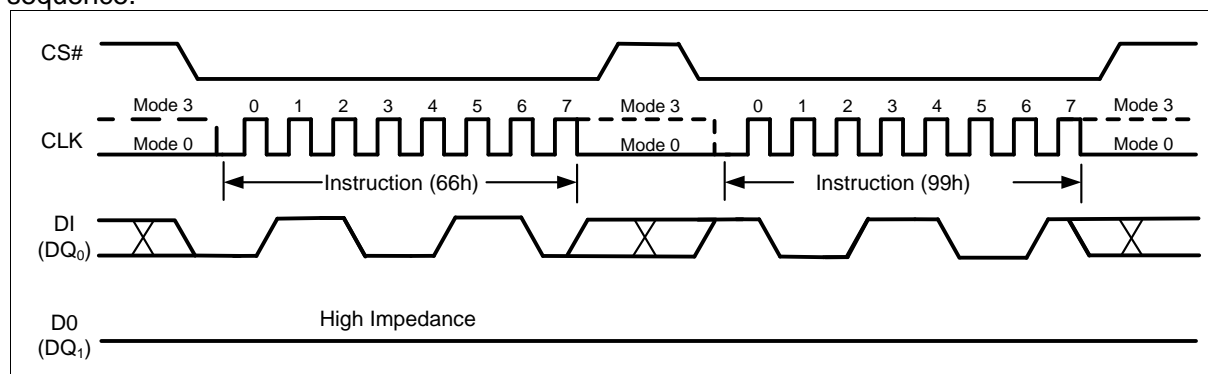 sequence.
CS#
Mode 3 0 1 2 3 4 5 6 7 Mode 3 0 1 2 3 4 5 6 7 Mode 3
CLK
Mode 0 Mode 0 Mode 0
Instruction (66h) Instruction (99h)
DI
(DQ0)
High Impedance
D0
(DQ1)